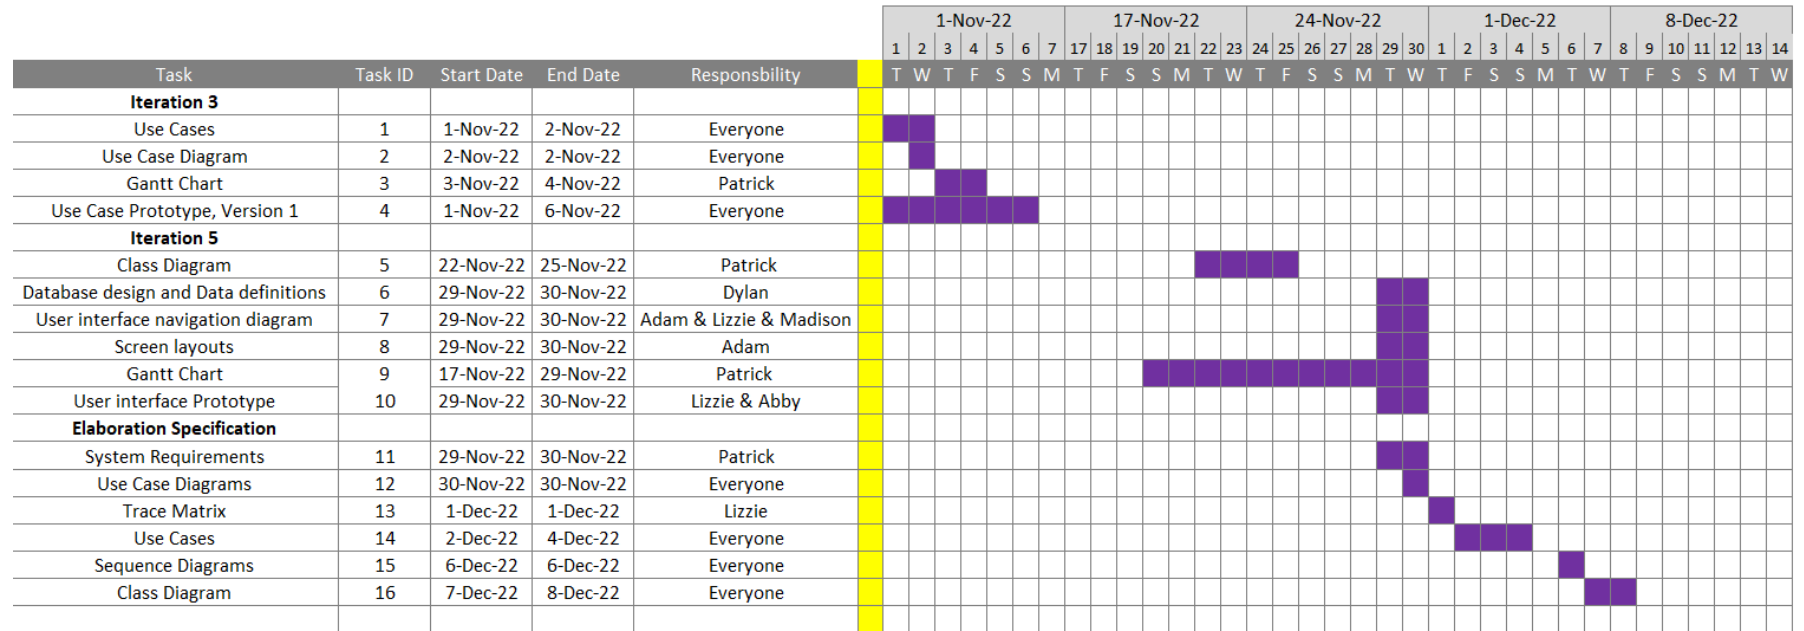 1-Nov-22 17-Nov-22 24-Nov-22 1-Dec-22 8-Dec-22
1 2 3 4 5 6 7 17 18 19 20 21 22 23 24 25 26 27 28 29 30 1 2 3 4 5 6 7 8 9 10 11 12 13 14
Task Task ID Start Date End Date Responsbility T W T F S S M T F S S M T W T F S S M T W T F S S M T W T F S S M T W
Iteration 3
Use Cases 1 1-Nov-22 2-Nov-22 Everyone
Use Case Diagram 2 2-Nov-22 2-Nov-22 Everyone
Gantt Chart 3 3-Nov-22 4-Nov-22 Patrick
Use Case Prototype, Version 1 4 1-Nov-22 6-Nov-22 Everyone
Iteration 5
Class Diagram 5 22-Nov-22 25-Nov-22 Patrick
Database design and Data definitions 6 29-Nov-22 30-Nov-22 Dylan
User interface navigation diagram 7 29-Nov-22 30-Nov-22 Adam & Lizzie & Madison
Screen layouts 8 29-Nov-22 30-Nov-22 Adam
Gantt Chart 9 17-Nov-22 29-Nov-22 Patrick
User interface Prototype 10 29-Nov-22 30-Nov-22 Lizzie & Abby
Elaboration Specification
System Requirements 11 29-Nov-22 30-Nov-22 Patrick
Use Case Diagrams 12 30-Nov-22 30-Nov-22 Everyone
Trace Matrix 13 1-Dec-22 1-Dec-22 Lizzie
Use Cases 14 2-Dec-22 4-Dec-22 Everyone
Sequence Diagrams 15 6-Dec-22 6-Dec-22 Everyone
Class Diagram 16 7-Dec-22 8-Dec-22 Everyone